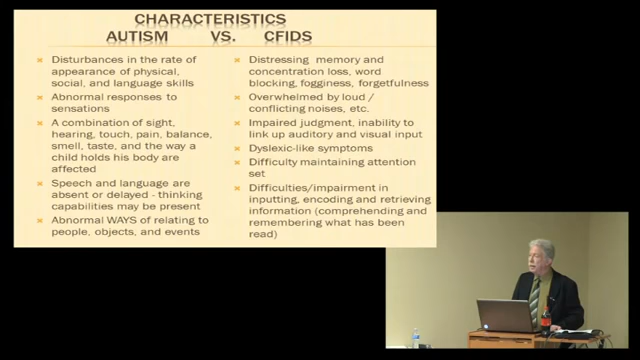 CHARACTERISTICS
AUTISM VS. CFIDS
Disturbances in the rate of
appearance of physical,
social, and language skills
Abnormal responses to
sensations
A combination of sight,
hearing, touch, pain, balance,
smell, taste, and the way a
child holds his body are
affected
Speech and language are
absent or delayed - thinking
capabilities may be present
Abnormal WAYS of relating to
people, objects, and events
Distressing memory and
concentration loss, word
blocking, fogginess, forgetfulness
Overwhelmed by loud /
conflicting noises, etc.
Impaired judgment, inability to
link up auditory and visual input
Dyslexic-like symptoms
Difficulty maintaining attention
set
Difficulties/impairment in
inputting, encoding and retrieving
information (comprehending and
remembering what has been
read)